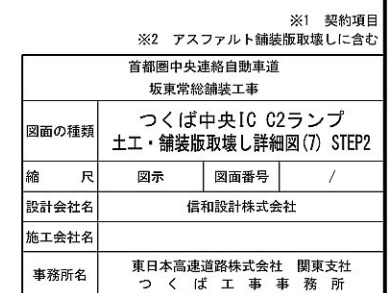 ※1 契約項目
※2 アスファルト舗装版取壊しに含む
首都圏中央連絡自動車道
坂東常総舗装工事
図面の種類
つくば中央IC C2ランプ
土工・舗装版取壊し詳細図(7) STEP2
縮 尺 図示 図面番号 /
設計会社名 信和設計株式会社
施工会社名
事務所名
東日本高速道路株式会社 関東支社
つくば工事事務所